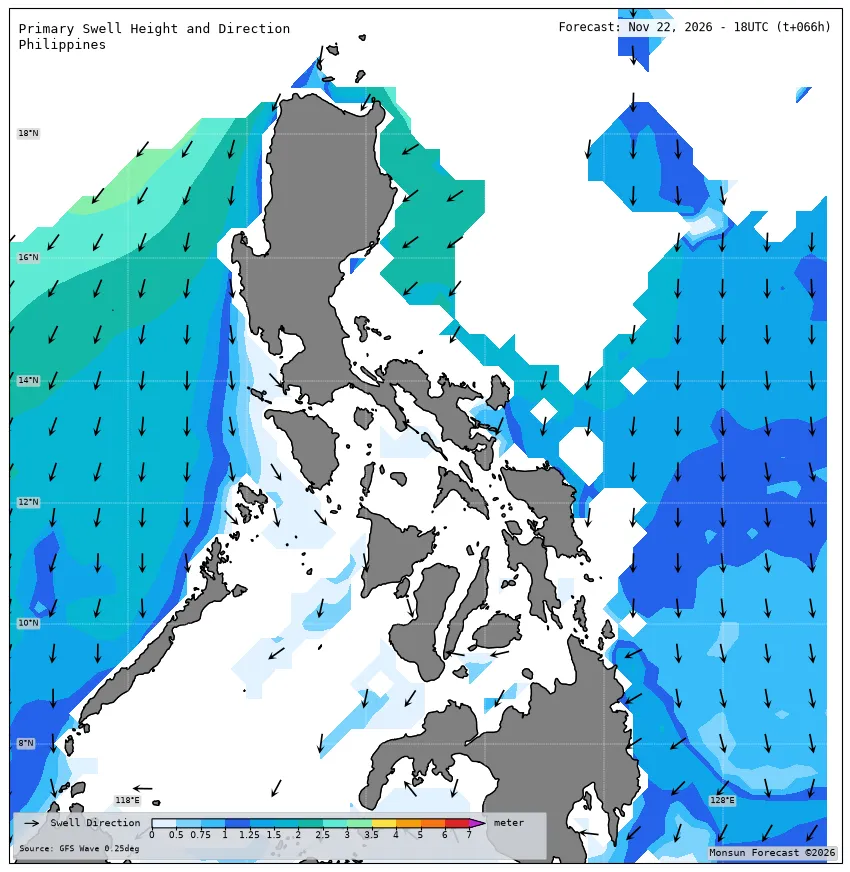 Primary Swell Height and Direction
Philippines
Forecast: Nov 22, 2026 - 18UTC (t+066h)
18°N
16°N
14°N
12°N
10°N
8°N
118°E
128°E
Swell Direction
0 0.5 0.75 1 1.25 1.5 2 2.5 3 3.5 4 5 6 7
meter
Source: GFS Wave 0.25deg
Monsun Forecast ©2026